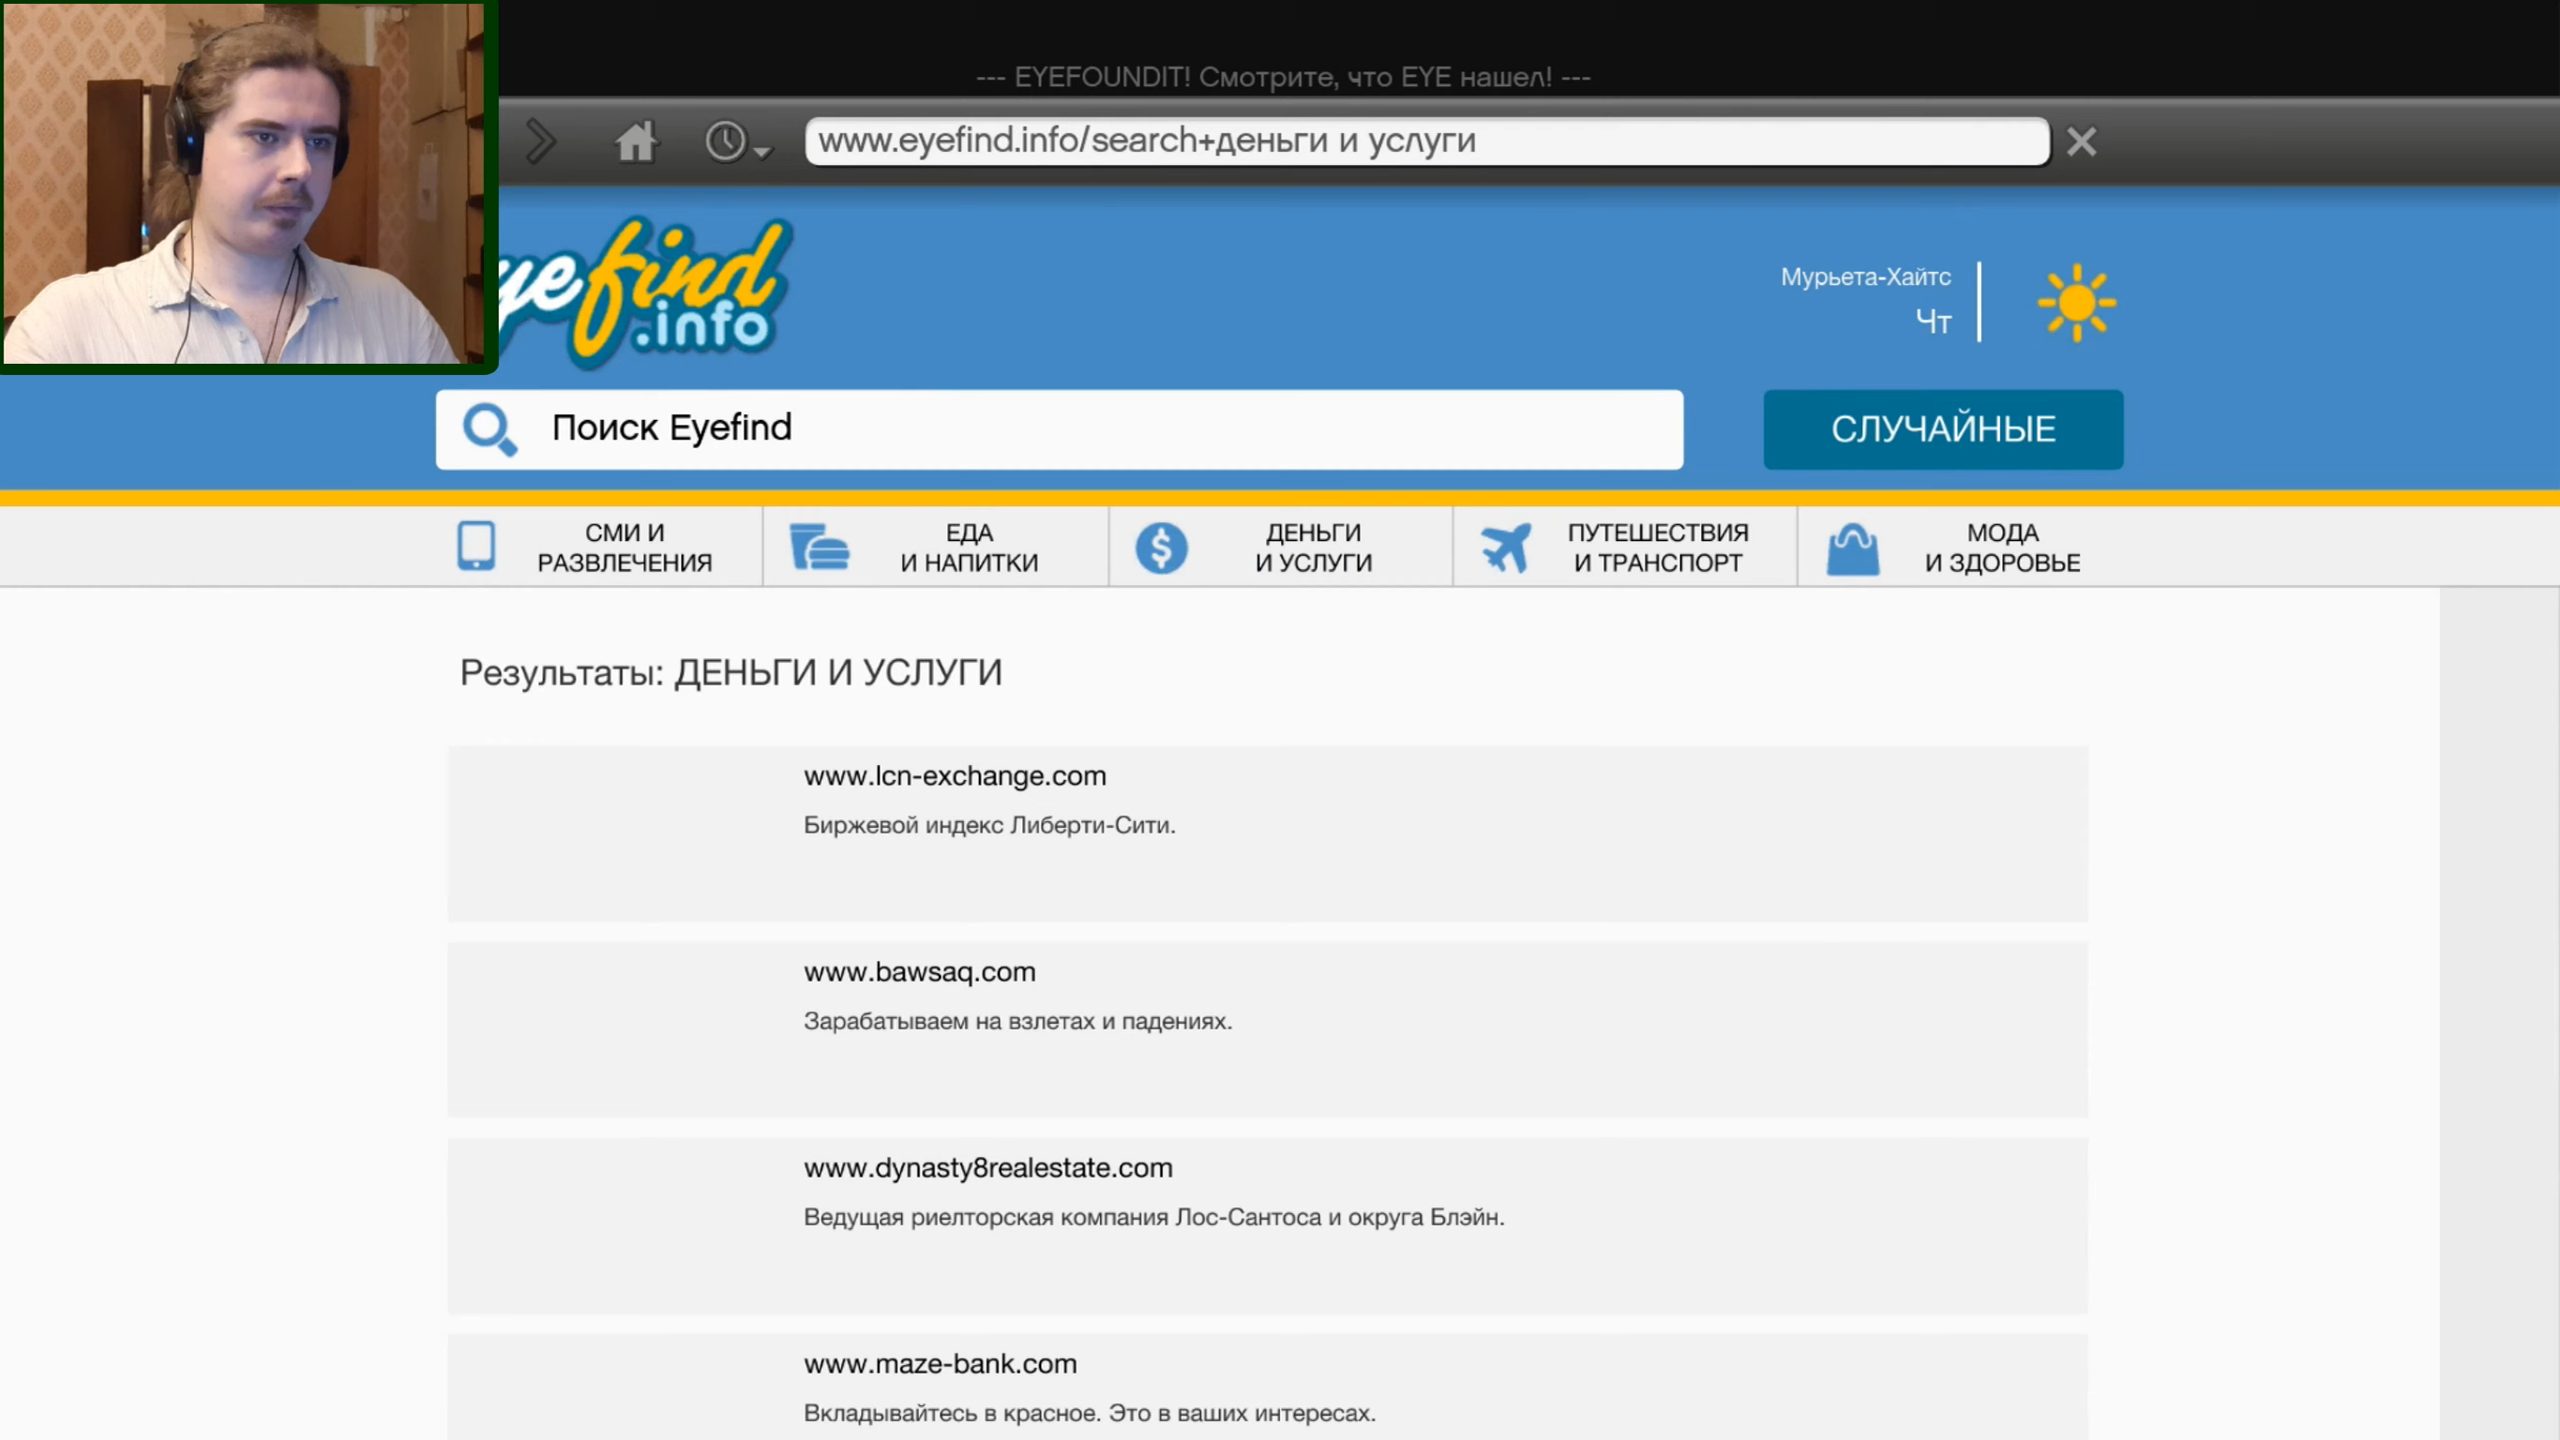 --- EYEFOUNDIT! Смотрите, что EYE нашел! ---
www.eyefind.info/search+деньги и услуги
yefind
.info
Мурьета-Хайтс
Чт
Поиск Eyefind
СЛУЧАЙНЫЕ
СМИ И
РАЗВЛЕЧЕНИЯ
ЕДА
И НАПИТКИ
ДЕНЬГИ
И УСЛУГИ
ПУТЕШЕСТВИЯ
И ТРАНСПОРТ
МОДА
И ЗДОРОВЬЕ
Результаты: ДЕНЬГИ И УСЛУГИ
www.lcn-exchange.com
Биржевой индекс Либерти-Сити.
www.bawsaq.com
Зарабатываем на взлетах и падениях.
www.dynasty8realestate.com
Ведущая риелторская компания Лос-Сантоса и округа Блэйн.
www.maze-bank.com
Вкладывайтесь в красное. Это в ваших интересах.